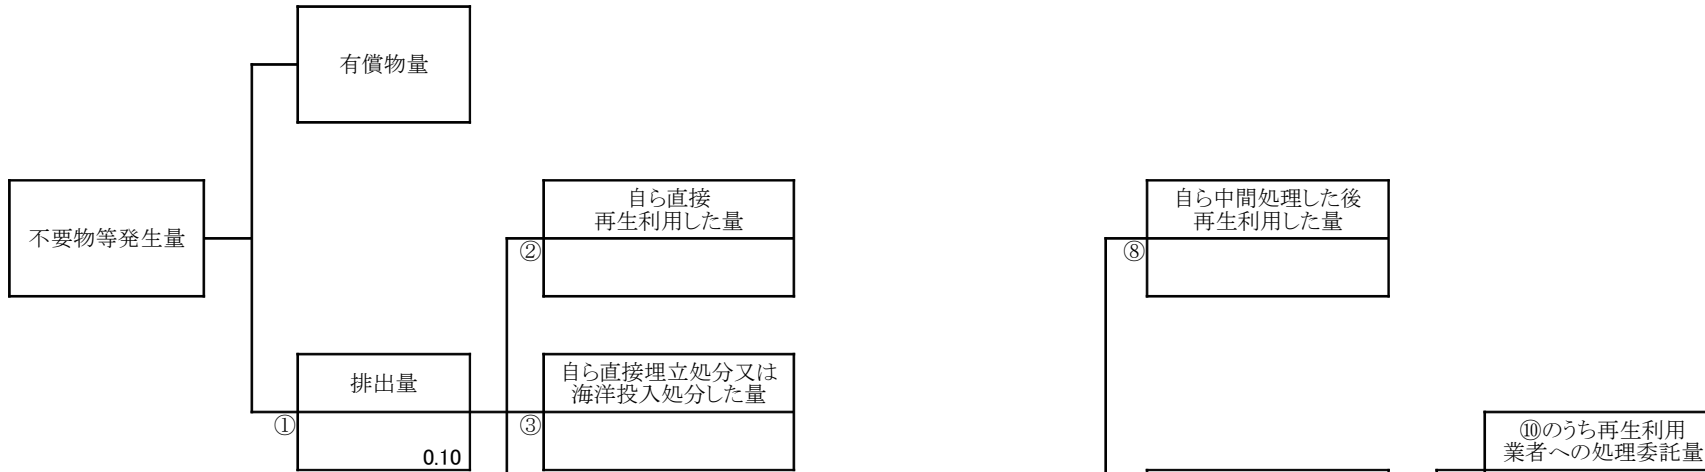 有償物量
不要物等発生量
自ら直接
再生利用した量
②
自ら中間処理した後
再生利用した量
⑧
排出量
①
0.10
自ら直接埋立処分又は
海洋投入処分した量
③
⑩のうち再生利用
業者への処理委託量